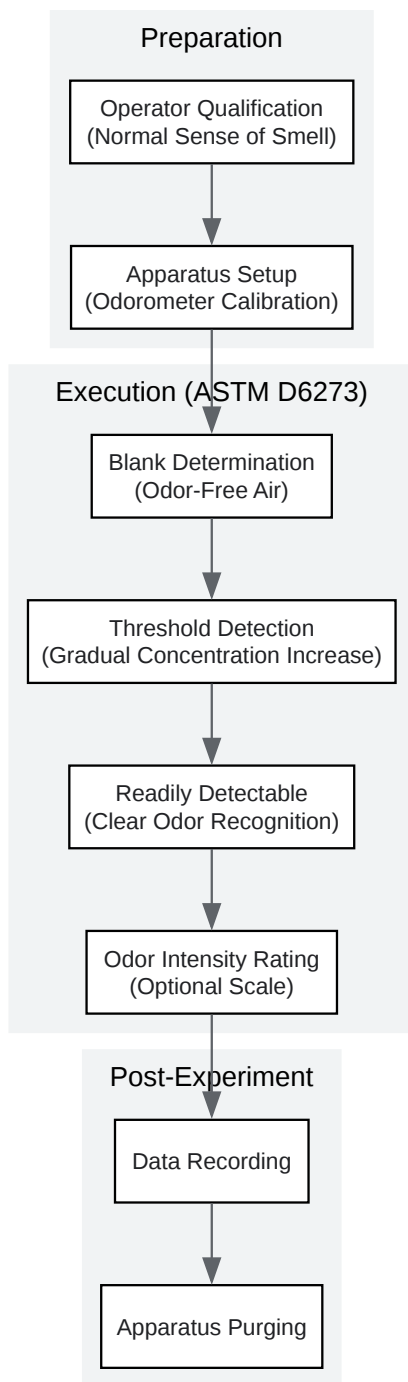 Preparation
Operator Qualification
(Normal Sense of Smell)
Apparatus Setup
(Odorometer Calibration)
Execution (ASTM D6273)
Blank Determination
(Odor-Free Air)
Threshold Detection
(Gradual Concentration Increase)
Readily Detectable
(Clear Odor Recognition)
Odor Intensity Rating
(Optional Scale)
Post-Experiment
Data Recording
Apparatus Purging